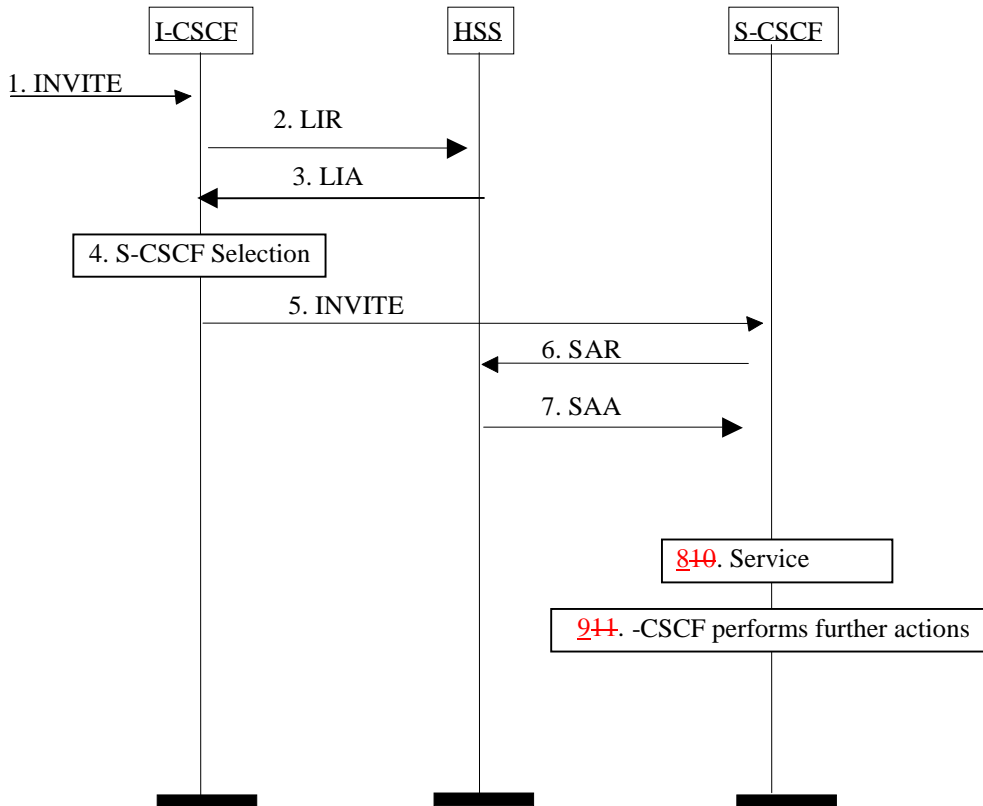 I-CSCF
HSS
S-CSCF
1. INVITE
2. LIR
3. LIA
4. S-CSCF Selection
5. INVITE
6. SAR
7. SAA
810. Service
911. -CSCF performs further actions